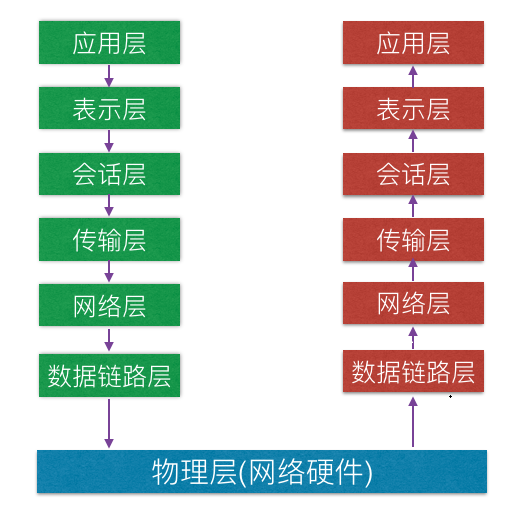 应用层
表示层
会话层
传输层
网络层
数据链路层
应用层
表示层
会话层
传输层
网络层
数据链路层
物理层(网络硬件)